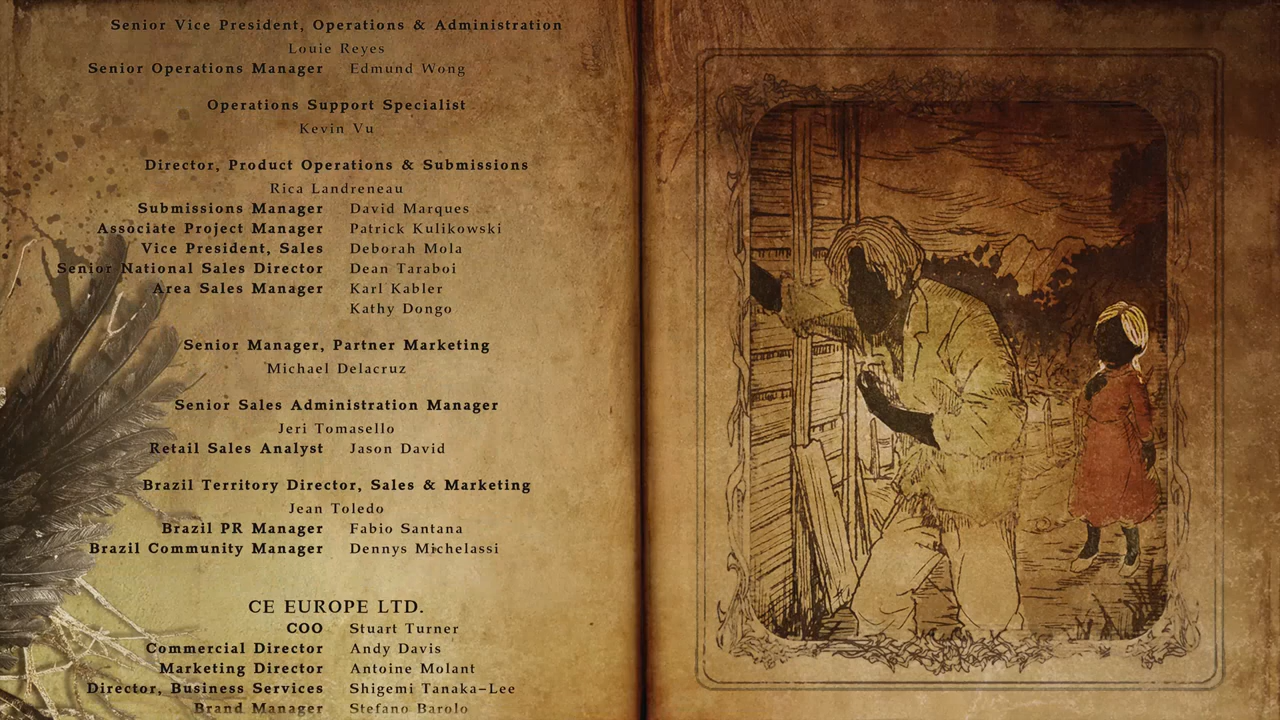 Senior Vice President, Operations & Administration
Louie Reyes
Senior Operations Manager Edmund Wong
Operations Support Specialist
Kevin Vu
Director, Product Operations & Submissions
Rica Landreneau
Submissions Manager David Marques
Associate Project Manager Patrick Kulikowski
Vice President, Sales Deborah Mola
Senior National Sales Director Dean Taraboi
Area Sales Manager Karl Kabler
Kathy Dongo
Senior Manager, Partner Marketing
Michael Delacruz
Senior Sales Administration Manager
Jeri Tomasello
Retail Sales Analyst Jason David
Brazil Territory Director, Sales & Marketing
Jean Toledo
Brazil PR Manager Fabio Santana
Brazil Community Manager Dennys Michelassi
CE EUROPE LTD.
COO Stuart Turner
Commercial Director Andy Davis
Marketing Director Antoine Molant
Director, Business Services Shigemi Tanaka-Lee
Brand Manager Stefano Barolo